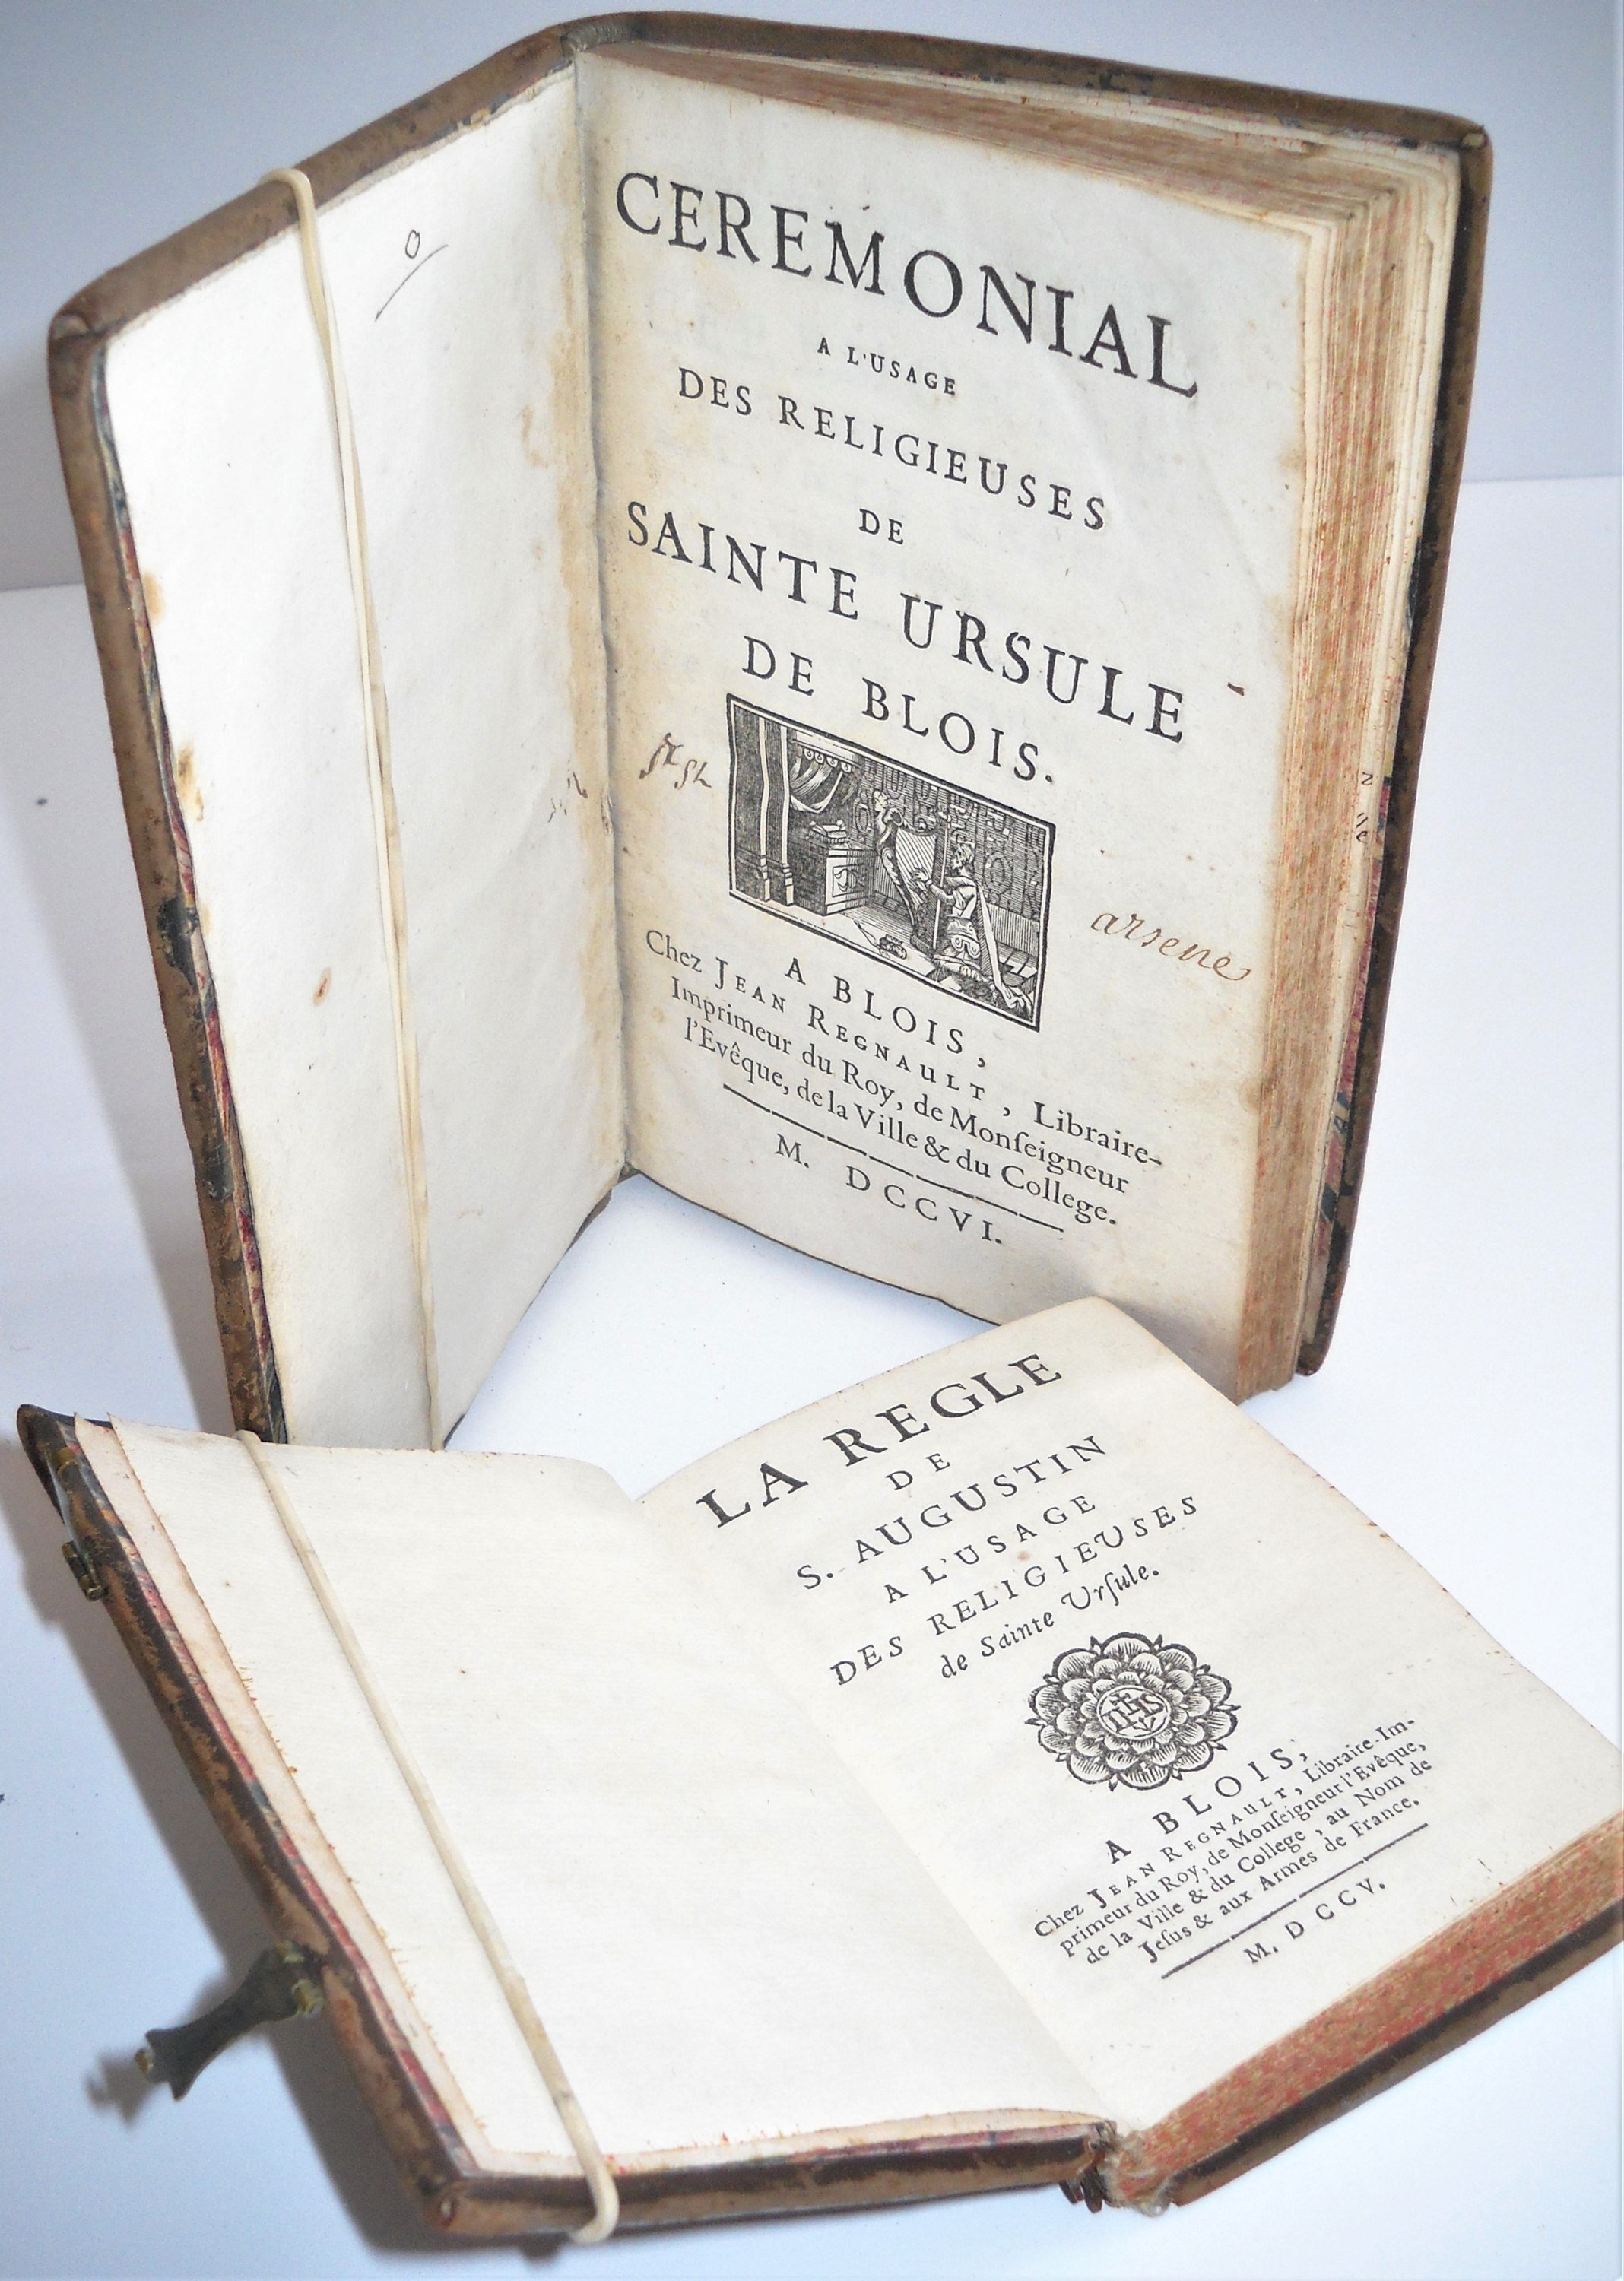 CEREMONIAL
A L'USAGE
DES RELIGIEUSES
DE
SAINTE URSULE
DE BLOIS.
arsene
A BLOIS,
Chez JEAN REGNAULT, Libraire-
Imprimeur du Roy, de Monſeigneur
l'Evêque, de la Ville & du College.
M. DCCVI.
LA REGLE
DE
S. AUGUSTIN
A L'USAGE
DES RELIGIEUSES
de Sainte Urſule.
IHS
A BLOIS,
Chez JEAN REGNAULT, Libraire-Im-
primeur du Roy, de Monſeigneur l'Evêque,
de la Ville & du College, au Nom de
Jeſus & aux Armes de France.
M. DCCV.